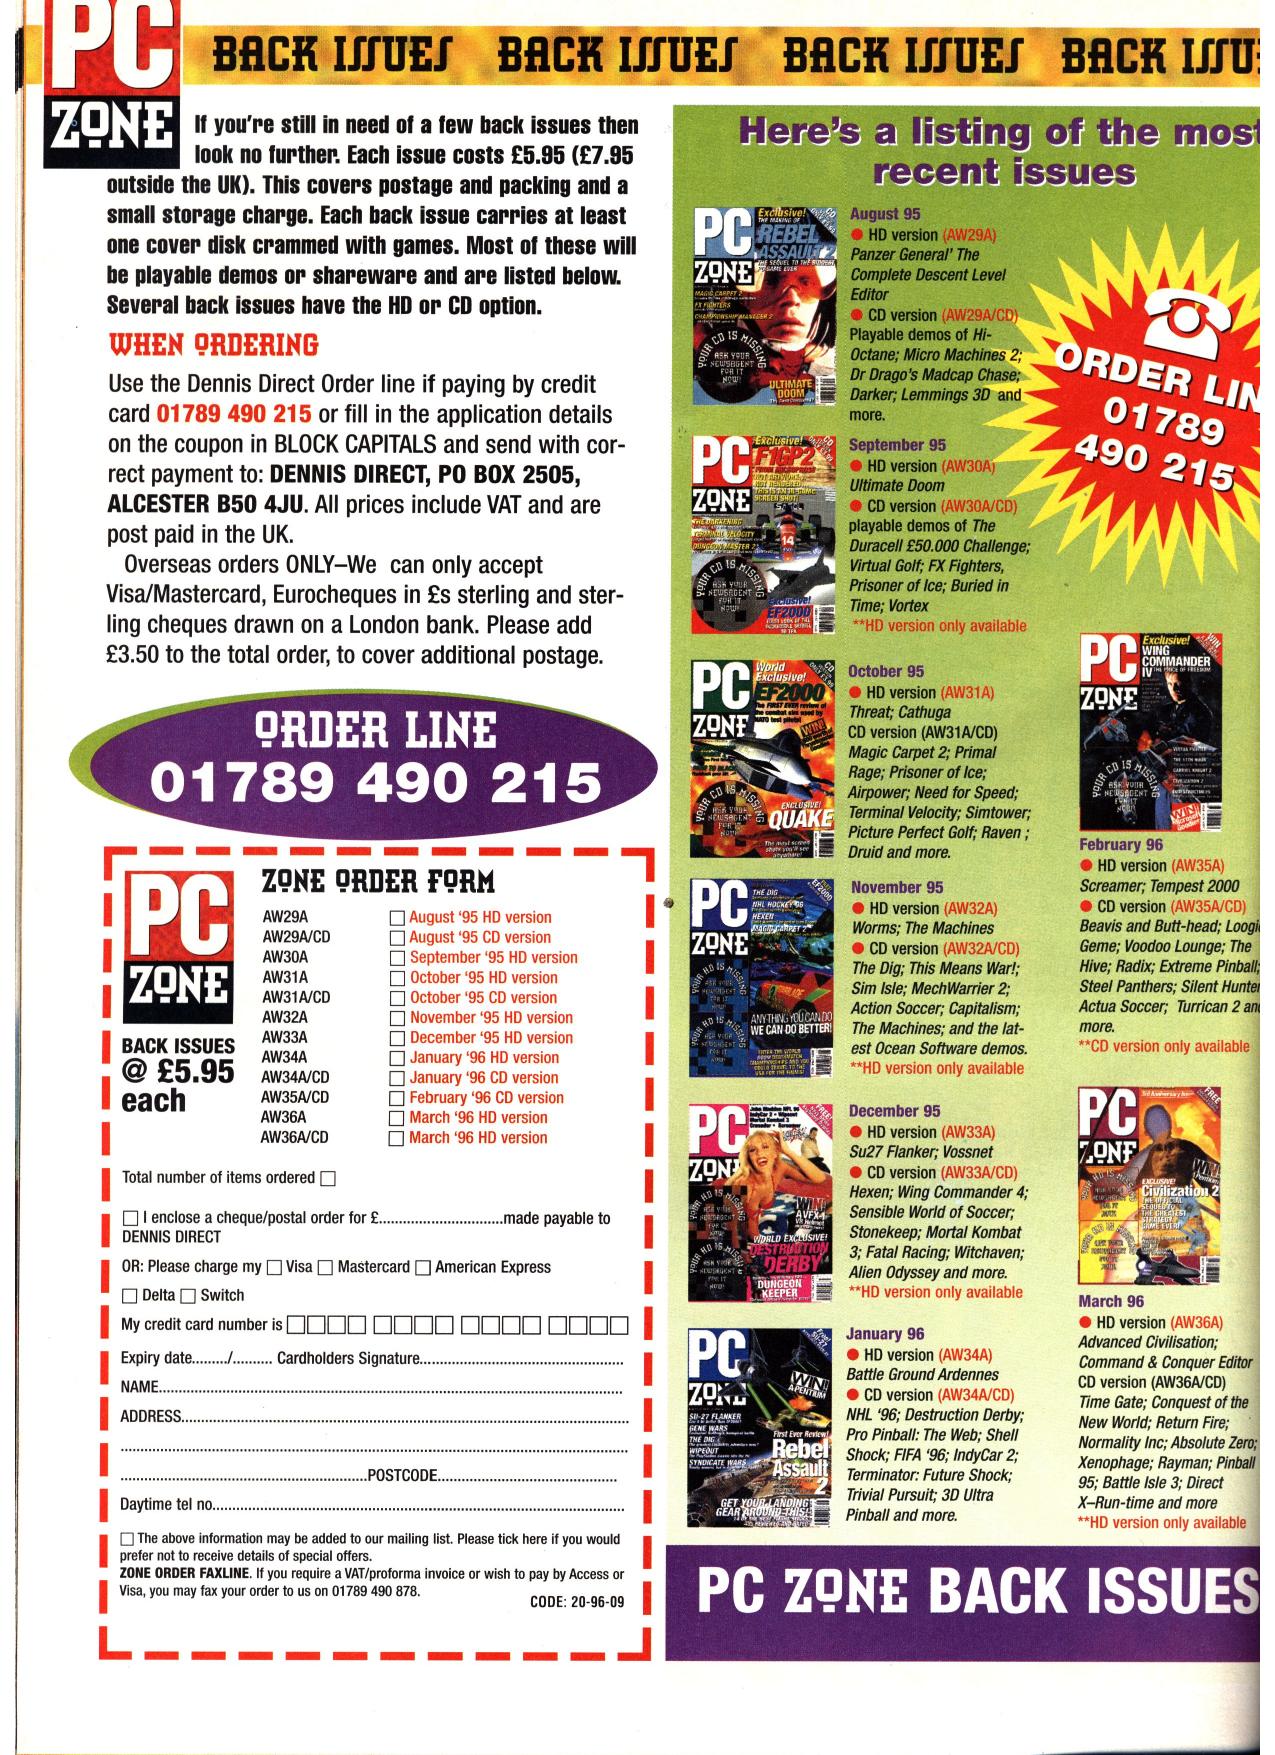 PC
ZONE
BACK ISSUES BACK ISSUES BACK ISSUES BACK ISSU
If you're still in need of a few back issues then
look no further. Each issue costs £5.95 (£7.95
outside the UK). This covers postage and packing and a
small storage charge. Each back issue carries at least
one cover disk crammed with games. Most of these will
be playable demos or shareware and are listed below.
Several back issues have the HD or CD option.
WHEN ORDERING
Use the Dennis Direct Order line if paying by credit
card 01789 490 215 or fill in the application details
on the coupon in BLOCK CAPITALS and send with cor-
rect payment to: DENNIS DIRECT, PO BOX 2505,
ALCESTER B50 4JU. All prices include VAT and are
post paid in the UK.
Overseas orders ONLY–We can only accept
Visa/Mastercard, Eurocheques in £s sterling and ster-
ling cheques drawn on a London bank. Please add
£3.50 to the total order, to cover additional postage.
ORDER LINE
01789 490 215
PC
ZONE
BACK ISSUES
@ £5.95
each
ZONE ORDER FORM
AW29A August '95 HD version
AW29A/CD August '95 CD version
AW30A September '95 HD version
AW31A October '95 HD version
AW31A/CD October '95 CD version
AW32A November '95 HD version
AW33A December '95 HD version
AW34A January '96 HD version
AW34A/CD January '96 CD version
AW35A/CD February '96 CD version
AW36A March '96 HD version
AW36A/CD March '96 HD version
Total number of items ordered
I enclose a cheque/postal order for £..............................made payable to
DENNIS DIRECT
OR: Please charge my Visa Mastercard American Express
Delta Switch
My credit card number is
Expiry date........./.......... Cardholders Signature..................................................
NAME..................................................
ADDRESS..................................................
..................................................POSTCODE..................................................
Daytime tel no..................................................
The above information may be added to our mailing list. Please tick here if you would
prefer not to receive details of special offers.
ZONE ORDER FAXLINE. If you require a VAT/proforma invoice or wish to pay by Access or
Visa, you may fax your order to us on 01789 490 878.
CODE: 20-96-09
Here's a listing of the most
recent issues
ORDER LIN
01789
490 215
August 95
HD version (AW29A)
Panzer General' The
Complete Descent Level
Editor
CD version (AW29A/CD)
Playable demos of Hi-
Octane; Micro Machines 2;
Dr Drago's Madcap Chase;
Darker; Lemmings 3D and
more.
September 95
HD version (AW30A)
Ultimate Doom
CD version (AW30A/CD)
playable demos of The
Duracell £50.000 Challenge;
Virtual Golf; FX Fighters,
Prisoner of Ice; Buried in
Time; Vortex
**HD version only available
October 95
HD version (AW31A)
Threat; Cathuga
CD version (AW31A/CD)
Magic Carpet 2; Primal
Rage; Prisoner of Ice;
Airpower; Need for Speed;
Terminal Velocity; Simtower;
Picture Perfect Golf; Raven ;
Druid and more.
November 95
HD version (AW32A)
Worms; The Machines
CD version (AW32A/CD)
The Dig; This Means War!;
Sim Isle; MechWarrier 2;
Action Soccer; Capitalism;
The Machines; and the lat-
est Ocean Software demos.
**HD version only available
December 95
HD version (AW33A)
Su27 Flanker; Vossnet
CD version (AW33A/CD)
Hexen; Wing Commander 4;
Sensible World of Soccer;
Stonekeep; Mortal Kombat
3; Fatal Racing; Witchaven;
Alien Odyssey and more.
**HD version only available
January 96
HD version (AW34A)
Battle Ground Ardennes
CD version (AW34A/CD)
NHL '96; Destruction Derby;
Pro Pinball: The Web; Shell
Shock; FIFA '96; IndyCar 2;
Terminator: Future Shock;
Trivial Pursuit; 3D Ultra
Pinball and more.
February 96
HD version (AW35A)
Screamer; Tempest 2000
CD version (AW35A/CD)
Beavis and Butt-head; Loogi
Geme; Voodoo Lounge; The
Hive; Radix; Extreme Pinball;
Steel Panthers; Silent Hunter
Actua Soccer; Turrican 2 an
more.
**CD version only available
March 96
HD version (AW36A)
Advanced Civilisation;
Command & Conquer Editor
CD version (AW36A/CD)
Time Gate; Conquest of the
New World; Return Fire;
Normality Inc; Absolute Zero;
Xenophage; Rayman; Pinball
95; Battle Isle 3; Direct
X–Run-time and more
**HD version only available
PC ZONE BACK ISSUES